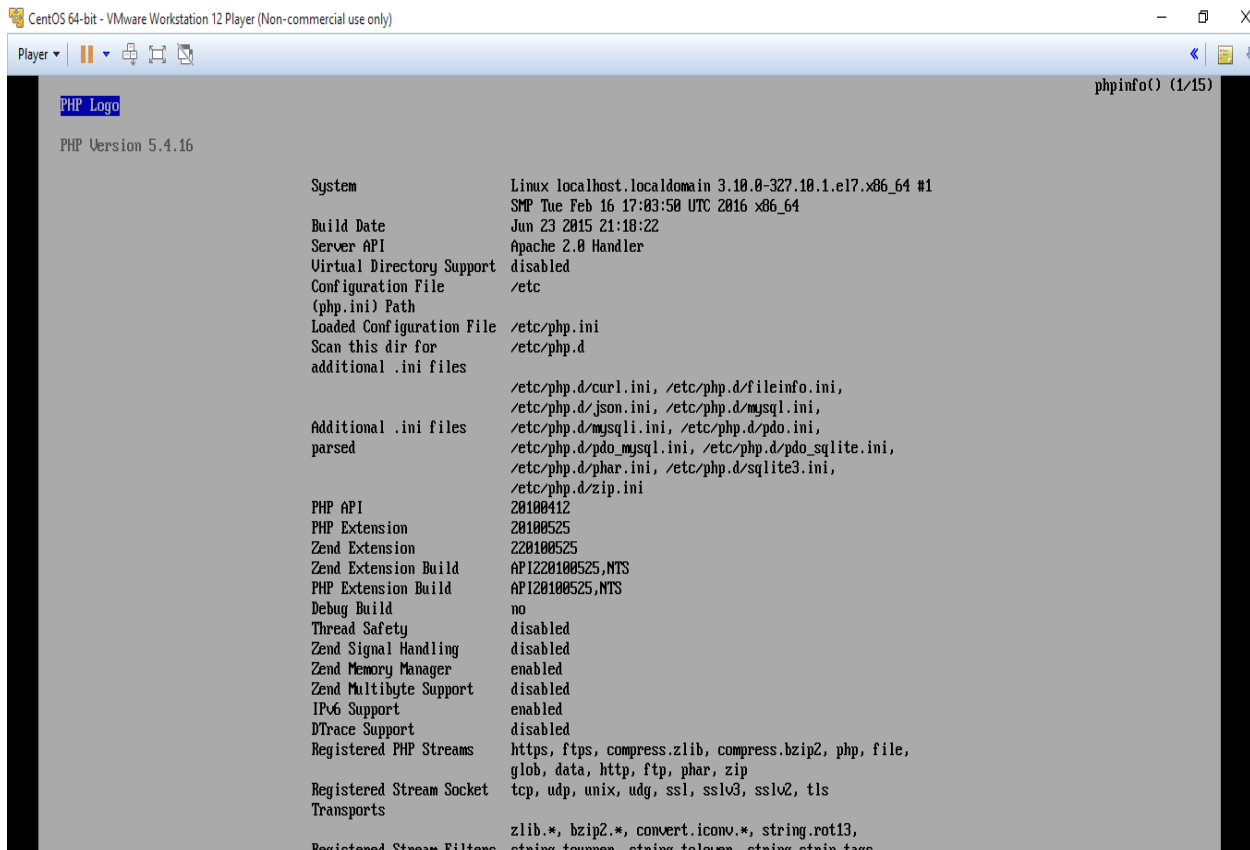 CentOS 64-bit - VMware Workstation 12 Player (Non-commercial use only)
Player
phpinfo() (1/15)
PHP Logo
PHP Version 5.4.16
System Linux localhost.localdomain 3.10.0-327.10.1.el7.x86_64 #1
SMP Tue Feb 16 17:03:50 UTC 2016 x86_64
Build Date Jun 23 2015 21:18:22
Server API Apache 2.0 Handler
Virtual Directory Support disabled
Configuration File /etc
(php.ini) Path
Loaded Configuration File /etc/php.ini
Scan this dir for /etc/php.d
additional .ini files
/etc/php.d/curl.ini, /etc/php.d/fileinfo.ini,
/etc/php.d/json.ini, /etc/php.d/mysql.ini,
Additional .ini files /etc/php.d/mysqli.ini, /etc/php.d/pdo.ini,
parsed /etc/php.d/pdo_mysql.ini, /etc/php.d/pdo_sqlite.ini,
/etc/php.d/phar.ini, /etc/php.d/sqlite3.ini,
/etc/php.d/zip.ini
PHP API 20100412
PHP Extension 20100525
Zend Extension 220100525
Zend Extension Build API220100525,NTS
PHP Extension Build API20100525,NTS
Debug Build no
Thread Safety disabled
Zend Signal Handling disabled
Zend Memory Manager enabled
Zend Multibyte Support disabled
IPv6 Support enabled
DTrace Support disabled
Registered PHP Streams https, ftps, compress.zlib, compress.bzip2, php, file,
glob, data, http, ftp, phar, zip
Registered Stream Socket tcp, udp, unix, udg, ssl, sslv3, sslv2, tls
Transports
zlib.*, bzip2.*, convert.iconv.*, string.rot13,
Registered Stream Filters string.toupper, string.tolower, string.strip_tags